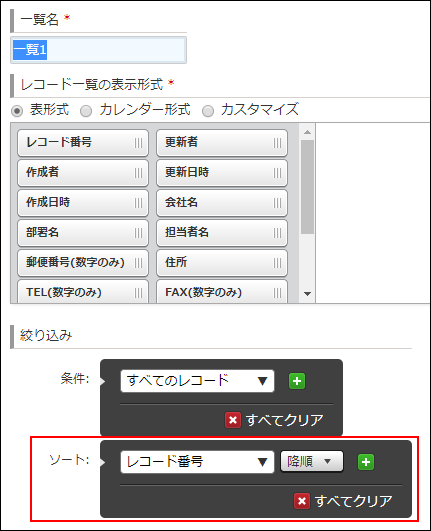 一覧名 *
一覧1
レコード一覧の表示形式 *
表形式 カレンダー形式 カスタマイズ
レコード番号 更新者
作成者 更新日時
作成日時 会社名
部署名 担当者名
郵便番号(数字のみ) 住所
TEL(数字のみ) FAX(数字のみ)
絞り込み
条件: すべてのレコード
すべてクリア
ソート: レコード番号 降順
すべてクリア